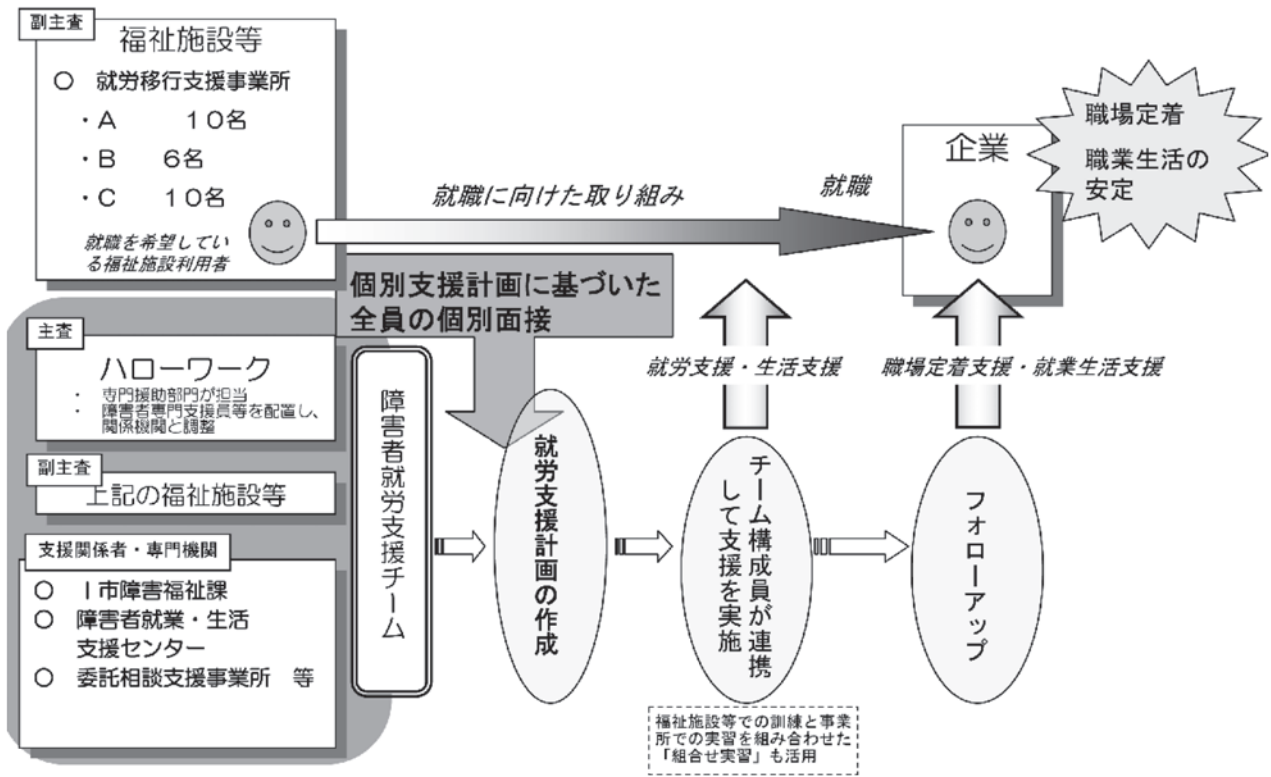 副主査
福祉施設等
○ 就労移行支援事業所
・A 10名
・B 6名
・C 10名
就職を希望してい
る福祉施設利用者
就職に向けた取り組み
就職
企業
職場定着
職業生活の
安定
個別支援計画に基づいた
全員の個別面接
主査
ハローワーク
・ 専門援助部門が担当
・ 障害者専門支援員等を配置し、
関係機関と調整
副主査
上記の福祉施設等
支援関係者・専門機関
○ I市障害福祉課
○ 障害者就業・生活
支援センター
○ 委託相談支援事業所 等
障害者就労支援チーム
就労支援計画の作成
就労支援・生活支援
チーム構成員が連携
して支援を実施
福祉施設等での訓練と事業
所での実習を組み合わせた
「組合せ実習」も活用
職場定着支援・就業生活支援
フォローアップ